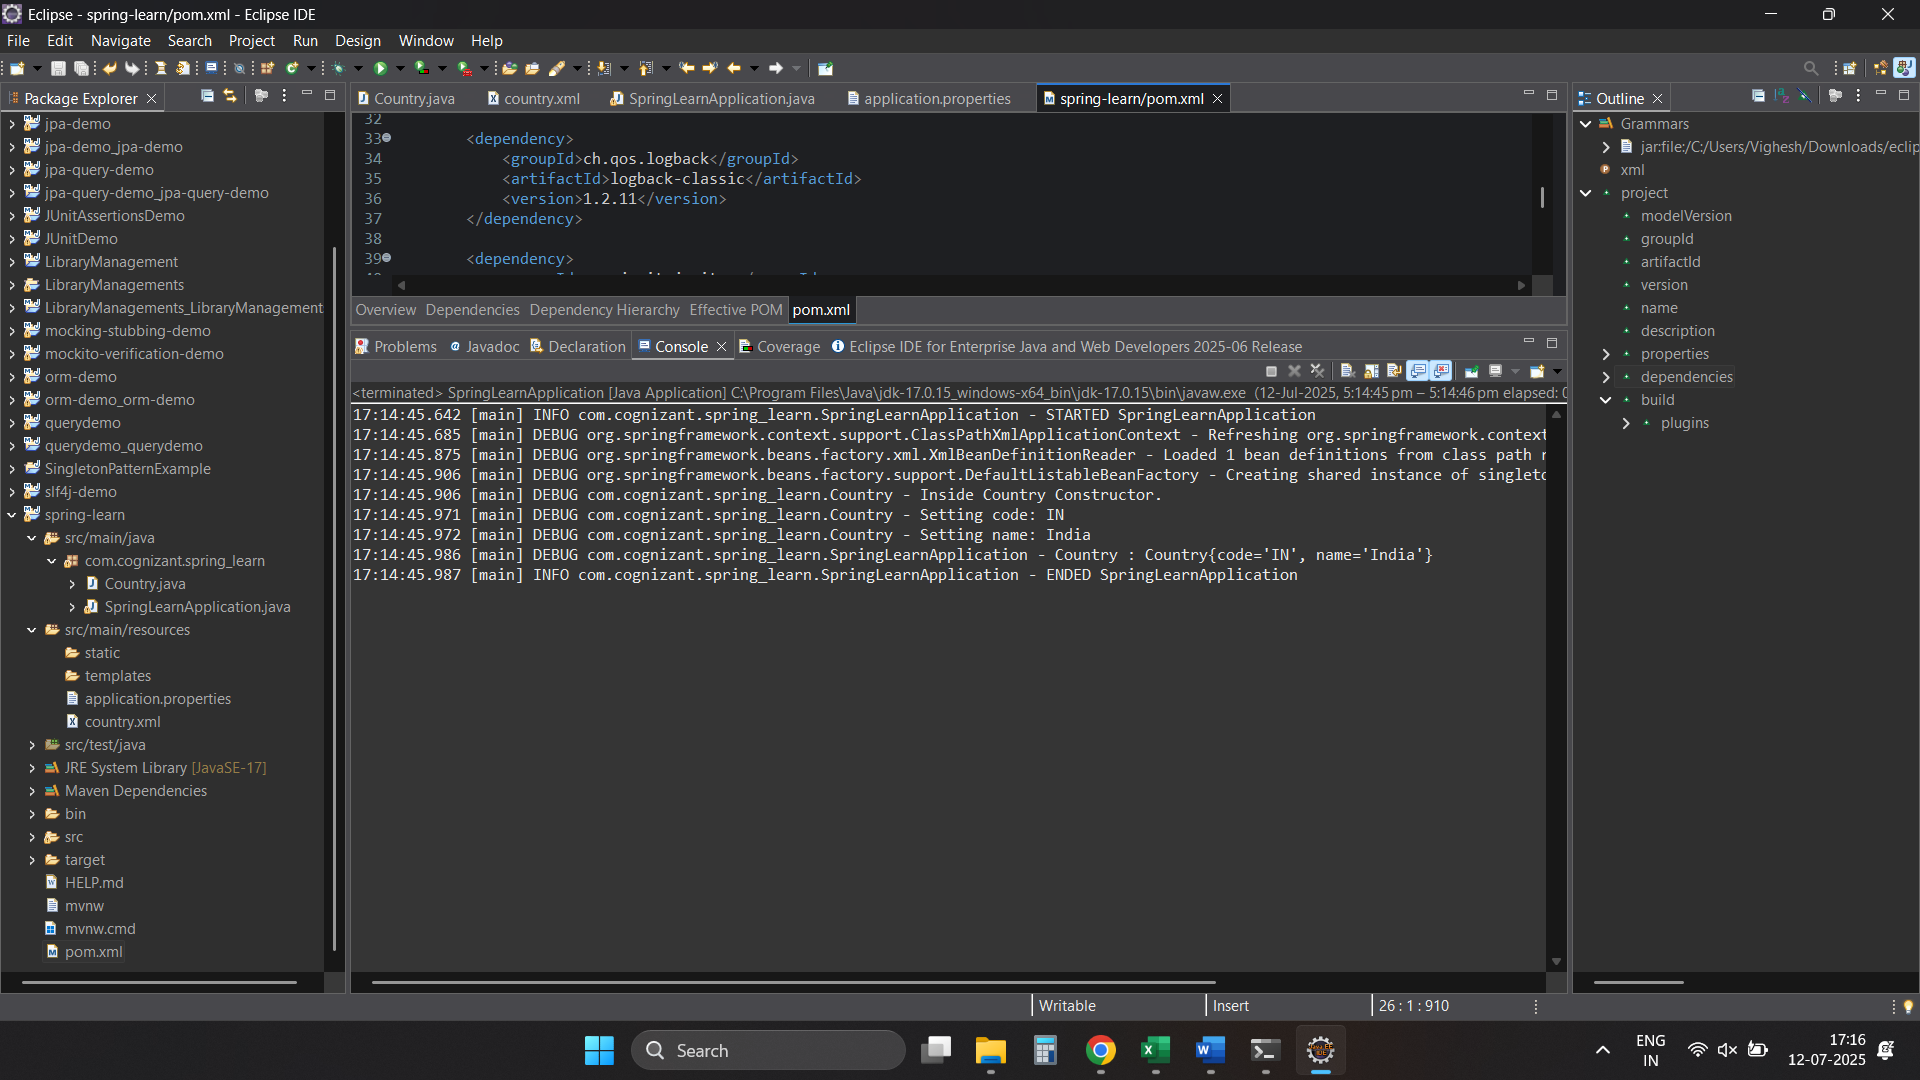 Eclipse - spring-learn/pom.xml - Eclipse IDE
File Edit Navigate Search Project Run Design Window Help
Package Explorer
jpa-demo
jpa-demo_jpa-demo
jpa-query-demo
jpa-query-demo_jpa-query-demo
JUnitAssertionsDemo
JUnitDemo
LibraryManagement
LibraryManagements
LibraryManagements_LibraryManagement
mocking-stubbing-demo
mockito-verification-demo
orm-demo
orm-demo_orm-demo
querydemo
querydemo_querydemo
SingletonPatternExample
slf4j-demo
spring-learn
src/main/java
com.cognizant.spring_learn
Country.java
SpringLearnApplication.java
src/main/resources
static
templates
application.properties
country.xml
src/test/java
JRE System Library [JavaSE-17]
Maven Dependencies
bin
src
target
HELP.md
mvnw
mvnw.cmd
pom.xml
Country.java country.xml SpringLearnApplication.java application.properties spring-learn/pom.xml
32
33 <dependency>
34 <groupId>ch.qos.logback</groupId>
35 <artifactId>logback-classic</artifactId>
36 <version>1.2.11</version>
37 </dependency>
38
39 <dependency>
Overview Dependencies Dependency Hierarchy Effective POM pom.xml
Problems Javadoc Declaration Console Coverage Eclipse IDE for Enterprise Java and Web Developers 2025-06 Release
<terminated> SpringLearnApplication [Java Application] C:\Program Files\Java\jdk-17.0.15_windows-x64_bin\jdk-17.0.15\bin\javaw.exe (12-Jul-2025, 5:14:45 pm – 5:14:46 pm elapsed: 0
17:14:45.642 [main] INFO com.cognizant.spring_learn.SpringLearnApplication - STARTED SpringLearnApplication
17:14:45.685 [main] DEBUG org.springframework.context.support.ClassPathXmlApplicationContext - Refreshing org.springframework.context
17:14:45.875 [main] DEBUG org.springframework.beans.factory.xml.XmlBeanDefinitionReader - Loaded 1 bean definitions from class path r
17:14:45.906 [main] DEBUG org.springframework.beans.factory.support.DefaultListableBeanFactory - Creating shared instance of singleto
17:14:45.906 [main] DEBUG com.cognizant.spring_learn.Country - Inside Country Constructor.
17:14:45.971 [main] DEBUG com.cognizant.spring_learn.Country - Setting code: IN
17:14:45.972 [main] DEBUG com.cognizant.spring_learn.Country - Setting name: India
17:14:45.986 [main] DEBUG com.cognizant.spring_learn.SpringLearnApplication - Country : Country{code='IN', name='India'}
17:14:45.987 [main] INFO com.cognizant.spring_learn.SpringLearnApplication - ENDED SpringLearnApplication
Outline
Grammars
jar:file:/C:/Users/Vighesh/Downloads/eclip
xml
project
modelVersion
groupId
artifactId
version
name
description
properties
dependencies
build
plugins
Writable Insert 26 : 1 : 910
Search
ENG
IN
17:16
12-07-2025